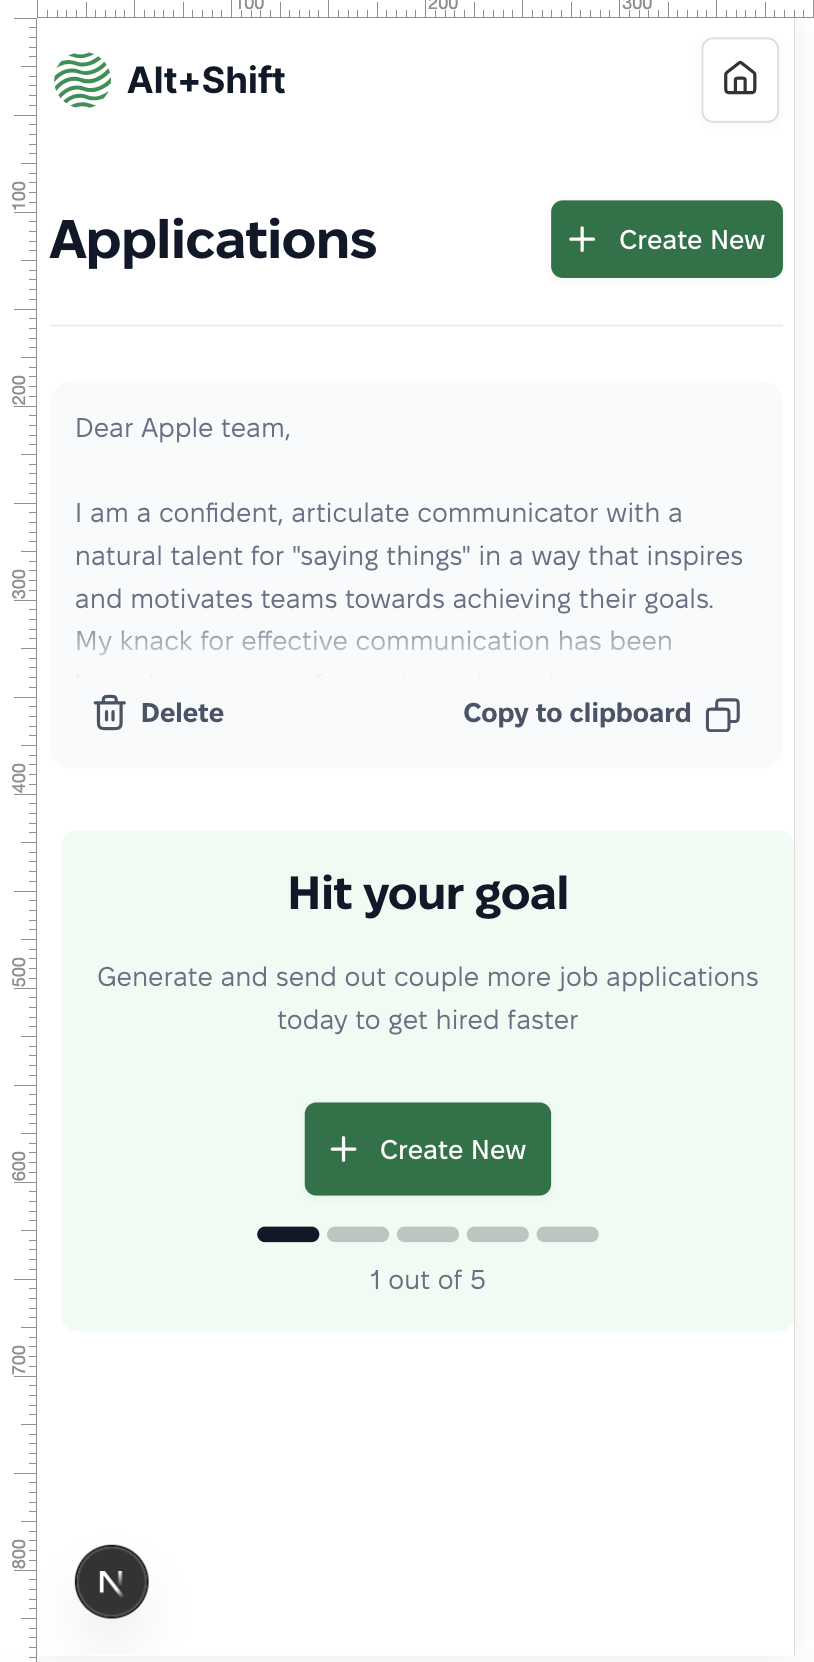 100 200 300
Alt+Shift
100
Applications
Create New
200
Dear Apple team,
I am a confident, articulate communicator with a
natural talent for "saying things" in a way that inspires
300
and motivates teams towards achieving their goals.
My knack for effective communication has been
Delete
Copy to clipboard
400
Hit your goal
500
Generate and send out couple more job applications
today to get hired faster
600
Create New
1 out of 5
700
800
N